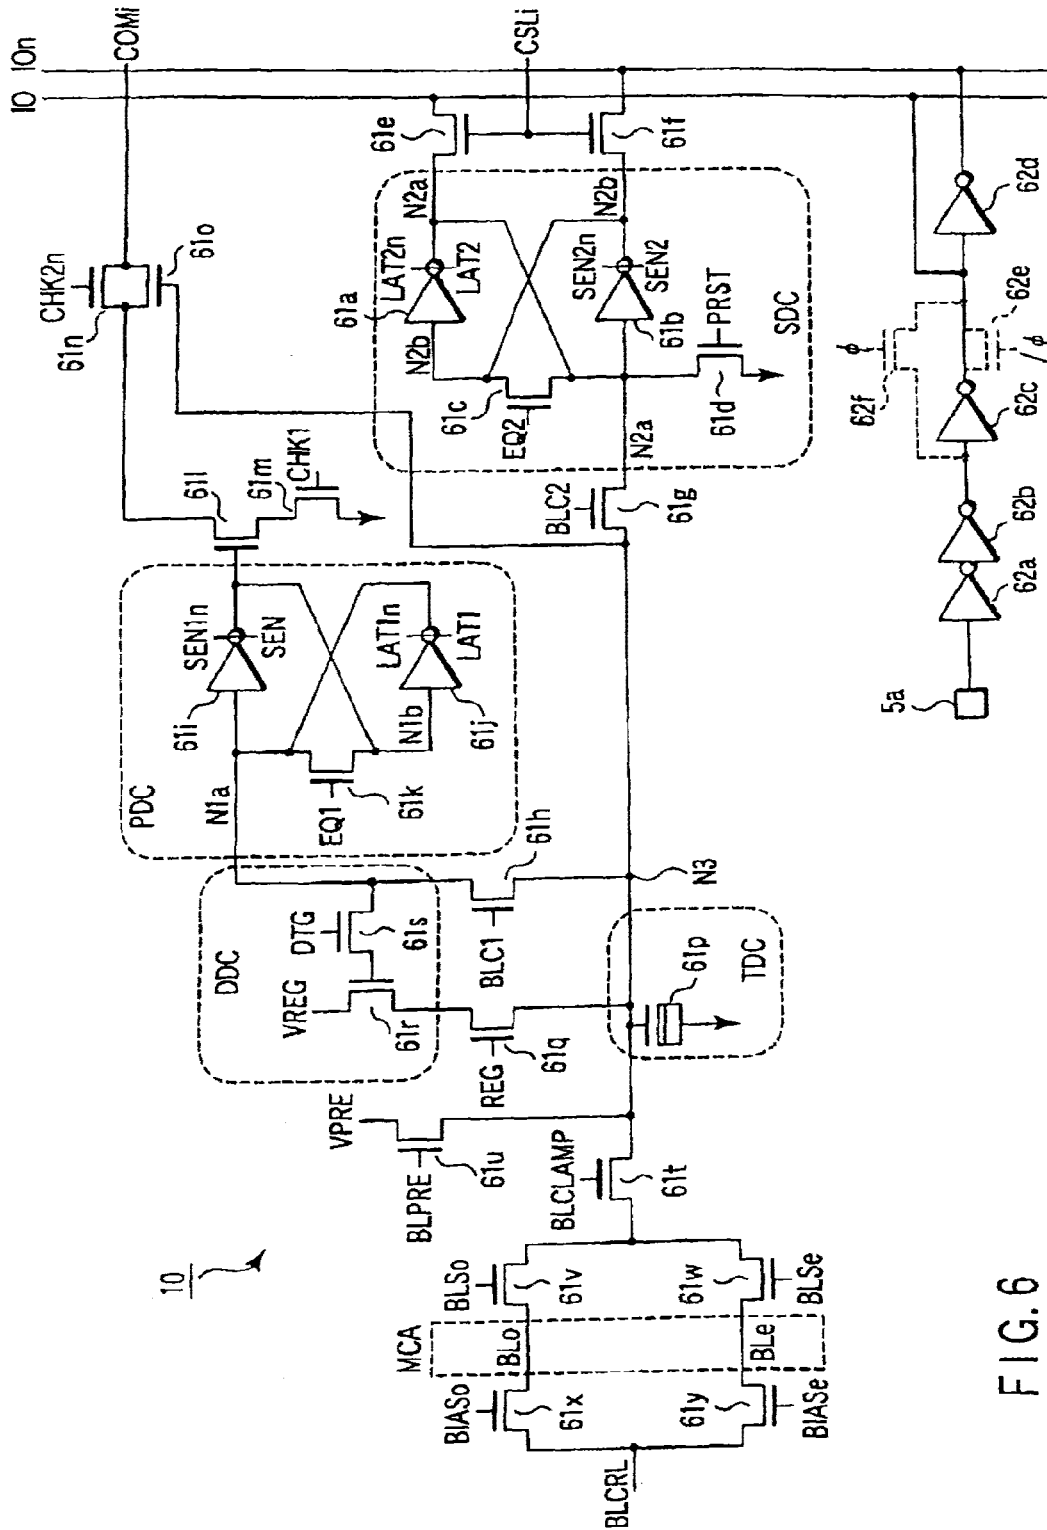 10
BLCRL
BIASo
61x
BIASe
61y
MCA
BLo
BLe
BLSo
61v
BLSe
61w
BLCLAMP
61t
VPRE
BLPRE
61u
DDC
VREG
DTG
61s
61r
REG
61q
BLC1
61h
TDC
61p
N3
PDC
N1a
61i
SEN1n
SEN
EQ1
61k
N1b
61j
LAT1n
LAT1
61l
61m
CHK1
CHK2n
61n
61o
COMi
BLC2
61g
N2a
SDC
N2b
61a
LAT2n
LAT2
N2a
61c
EQ2
61b
SEN2n
SEN2
N2b
61d
PRST
61e
61f
CSLi
IO
IOn
5a
62a
62b
62c
62f
φ
62e
/φ
62d
FIG. 6